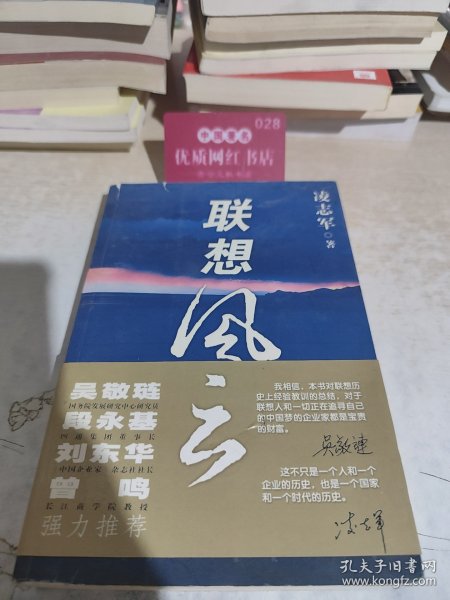 028
中国著名
优质网红书店
凌志军◎著
联想
风云
吴敬琏
国务院发展研究中心研究员
段永基
四通集团董事长
刘东华
中国企业家 杂志社社长
曾 鸣
长江商学院教授
强力推荐
我相信，本书对联想历
史上经验教训的总结，对于
联想人和一切正在追寻自己
的中国梦的企业家都是宝贵
的财富。
吴敬琏
这不只是一个人和一个
企业的历史，也是一个国家
和一个时代的历史。
凌志军
孔夫子旧书网
www.kongfz.com